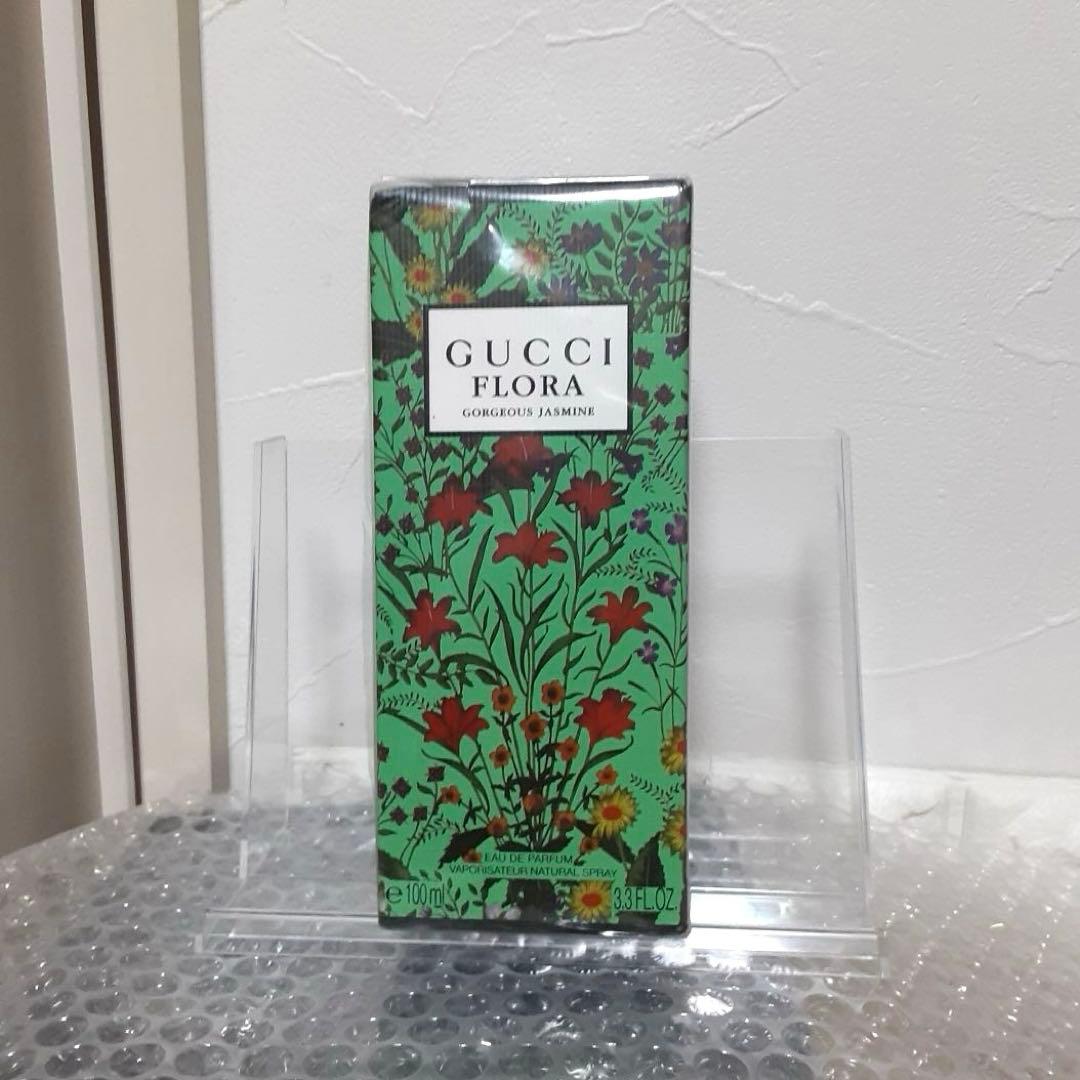 GUCCI
FLORA
GORGEOUS JASMINE
EAU DE PARFUM
VAPORISATEUR NATURAL SPRAY
℮ 100 ml
3.3 FL.OZ.